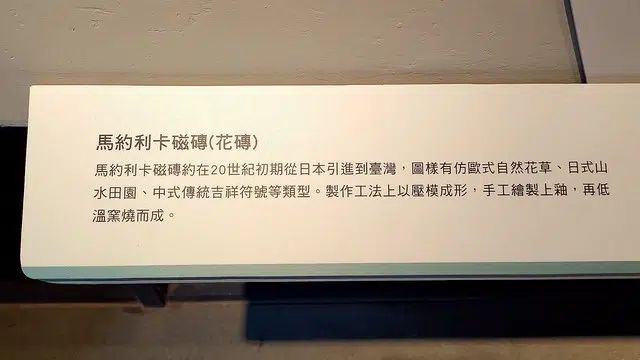 馬約利卡磁磚(花磚)
馬約利卡磁磚約在20世紀初期從日本引進到臺灣，圖樣有仿歐式自然花草、日式山
水田園、中式傳統吉祥符號等類型。製作工法上以壓模成形，手工繪製上釉，再低
溫窯燒而成。